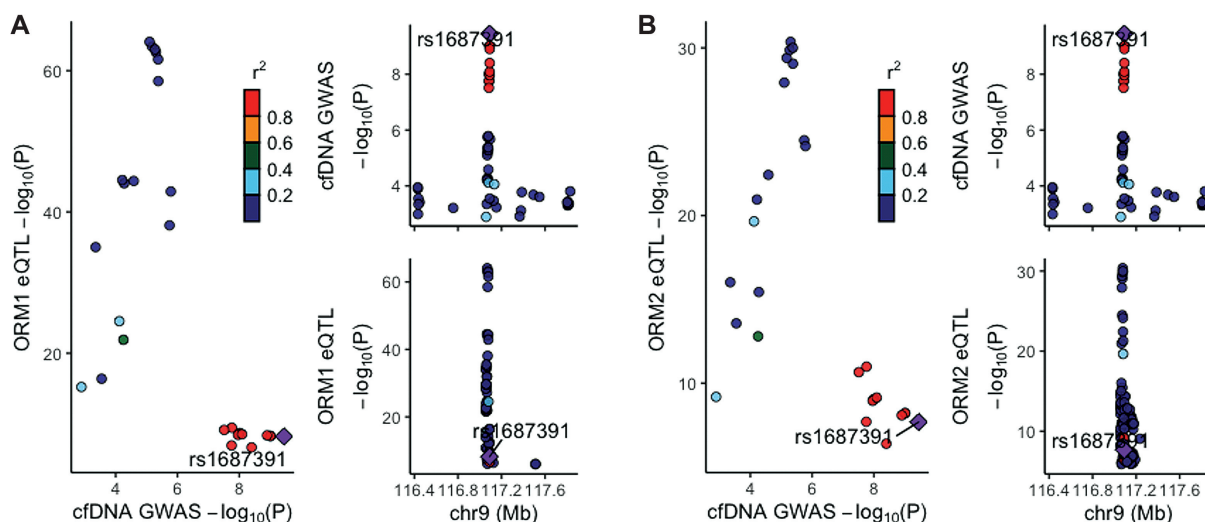 A
ORM1 eQTL −log10(P)
60
40
20
4 6 8
cfDNA GWAS −log10(P)
rs1687391
r2
0.8
0.6
0.4
0.2
cfDNA GWAS
−log10(P)
8
6
4
rs1687391
ORM1 eQTL
−log10(P)
60
40
20
rs1687391
116.4 116.8 117.2 117.6
chr9 (Mb)
B
ORM2 eQTL −log10(P)
30
20
10
4 6 8
cfDNA GWAS −log10(P)
rs1687391
r2
0.8
0.6
0.4
0.2
cfDNA GWAS
−log10(P)
8
6
4
rs1687391
ORM2 eQTL
−log10(P)
30
20
10
rs1687391
116.4 116.8 117.2 117.6
chr9 (Mb)